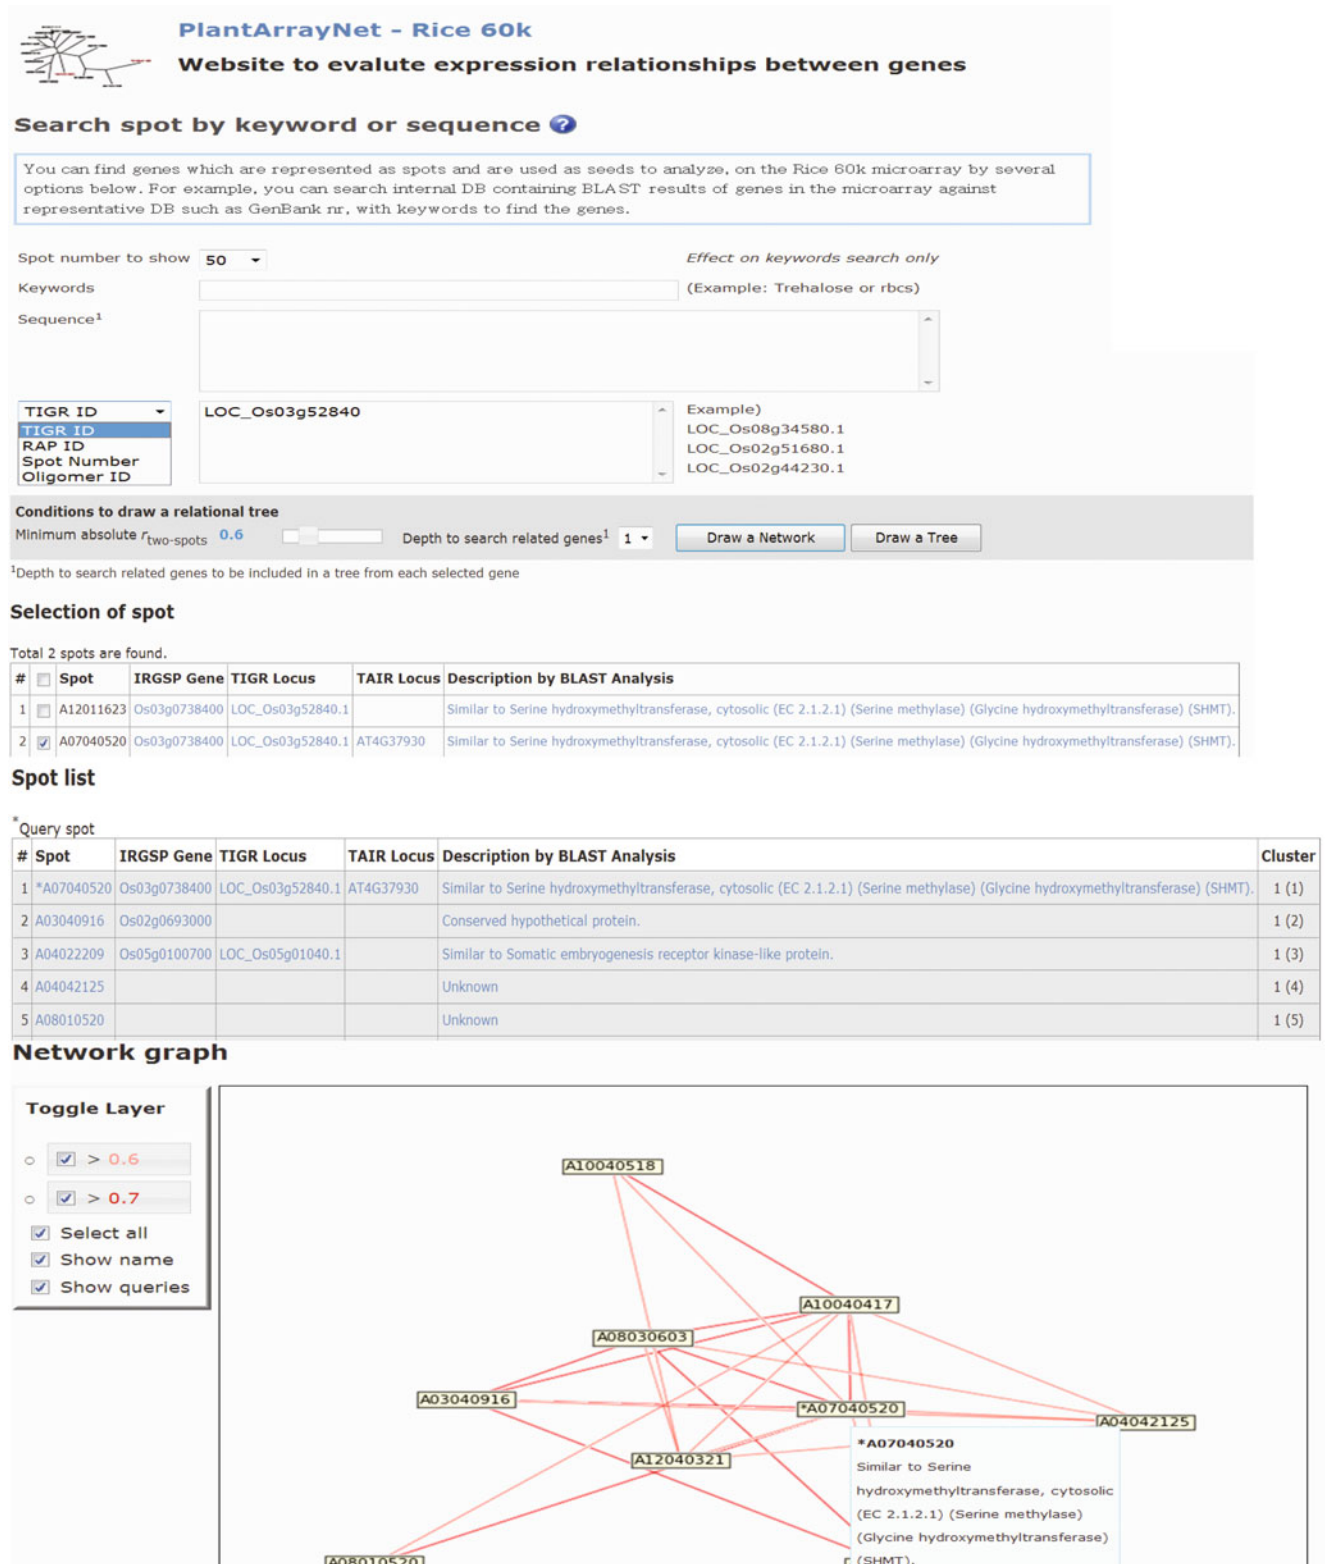 PlantArrayNet - Rice 60k
Website to evalute expression relationships between genes
Search spot by keyword or sequence ?
You can find genes which are represented as spots and are used as seeds to analyze, on the Rice 60k microarray by several
options below. For example, you can search internal DB containing BLAST results of genes in the microarray against
representative DB such as GenBank nr, with keywords to find the genes.
Spot number to show 50 Effect on keywords search only
Keywords (Example: Trehalose or rbcs)
Sequence1
TIGR ID LOC_Os03g52840 Example)
TIGR ID LOC_Os08g34580.1
RAP ID LOC_Os02g51680.1
Spot Number LOC_Os02g44230.1
Oligomer ID
Conditions to draw a relational tree
Minimum absolute rtwo-spots 0.6 Depth to search related genes1 1 Draw a Network Draw a Tree
1Depth to search related genes to be included in a tree from each selected gene
Selection of spot
Total 2 spots are found.
# Spot IRGSP Gene TIGR Locus TAIR Locus Description by BLAST Analysis
1 A12011623 Os03g0738400 LOC_Os03g52840.1 Similar to Serine hydroxymethyltransferase, cytosolic (EC 2.1.2.1) (Serine methylase) (Glycine hydroxymethyltransferase) (SHMT).
2 A07040520 Os03g0738400 LOC_Os03g52840.1 AT4G37930 Similar to Serine hydroxymethyltransferase, cytosolic (EC 2.1.2.1) (Serine methylase) (Glycine hydroxymethyltransferase) (SHMT).
Spot list
*Query spot
# Spot IRGSP Gene TIGR Locus TAIR Locus Description by BLAST Analysis Cluster
1 *A07040520 Os03g0738400 LOC_Os03g52840.1 AT4G37930 Similar to Serine hydroxymethyltransferase, cytosolic (EC 2.1.2.1) (Serine methylase) (Glycine hydroxymethyltransferase) (SHMT). 1 (1)
2 A03040916 Os02g0693000 Conserved hypothetical protein. 1 (2)
3 A04022209 Os05g0100700 LOC_Os05g01040.1 Similar to Somatic embryogenesis receptor kinase-like protein. 1 (3)
4 A04042125 Unknown 1 (4)
5 A08010520 Unknown 1 (5)
Network graph
Toggle Layer
> 0.6
> 0.7
Select all
Show name
Show queries
A10040518
A10040417
A08030603
A03040916
*A07040520
A04042125
A12040321
*A07040520
Similar to Serine
hydroxymethyltransferase, cytosolic
(EC 2.1.2.1) (Serine methylase)
(Glycine hydroxymethyltransferase)
(SHMT).
A08010520